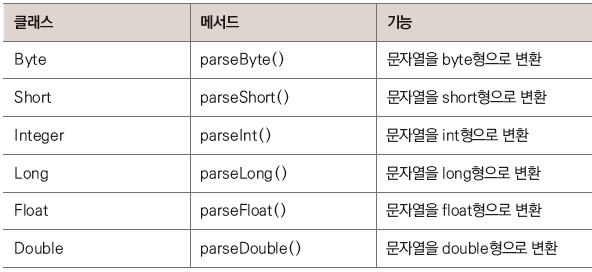 클래스 메서드 기능
Byte parseByte() 문자열을 byte형으로 변환
Short parseShort() 문자열을 short형으로 변환
Integer parseInt() 문자열을 int형으로 변환
Long parseLong() 문자열을 long형으로 변환
Float parseFloat() 문자열을 float형으로 변환
Double parseDouble() 문자열을 double형으로 변환